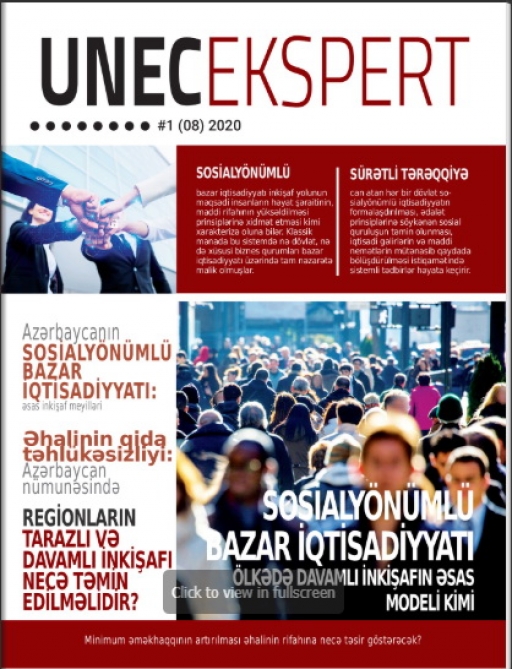 UNECEKSPERT
#1 (08) 2020
SOSİALYÖNÜMLÜ
bazar iqtisadiyyatı inkişaf yolunun
məqsədi insanların həyat şəraitinin,
maddi rifahının yüksəldilməsi
prinsiplərinə xidmət etməsi kimi
xarakterizə oluna bilər. Klassik
mənada bu sistemdə nə dövlət, nə
də xüsusi biznes qurumları bazar
iqtisadiyyatı üzərində tam nəzarətə
malik olmuşlar.
SÜRƏTLİ TƏRƏQQİYƏ
can atan hər bir dövlət so-
sialyönümlü iqtisadiyyatın
formalaşdırılması, ədalət
prinsiplərinə söykənən sosial
quruluşun təmin olunması,
iqtisadi gəlirlərin və maddi
nemətlərin mütənasib qaydada
bölüşdürülməsi istiqamətində
sistemli tədbirlər həyata keçirir.
Azərbaycanın
SOSİALYÖNÜMLÜ
BAZAR
İQTİSADİYYATI:
əsas inkişaf meyilləri
Əhalinin qida
təhlükəsizliyi:
Azərbaycan
nümunəsində
REGİONLARIN
TARAZLI VƏ
DAVAMLI İNKİŞAFI
NECƏ TƏMİN
EDİLMƏLİDİR?
SOSİALYÖNÜMLÜ
BAZAR İQTİSADİYYATI
ÖLKƏDƏ DAVAMLI İNKİŞAFIN ƏSAS
MODELİ KİMİ
Click to view in fullscreen
Minimum əməkhaqqının artırılması əhalinin rifahına necə təsir göstərəcək?